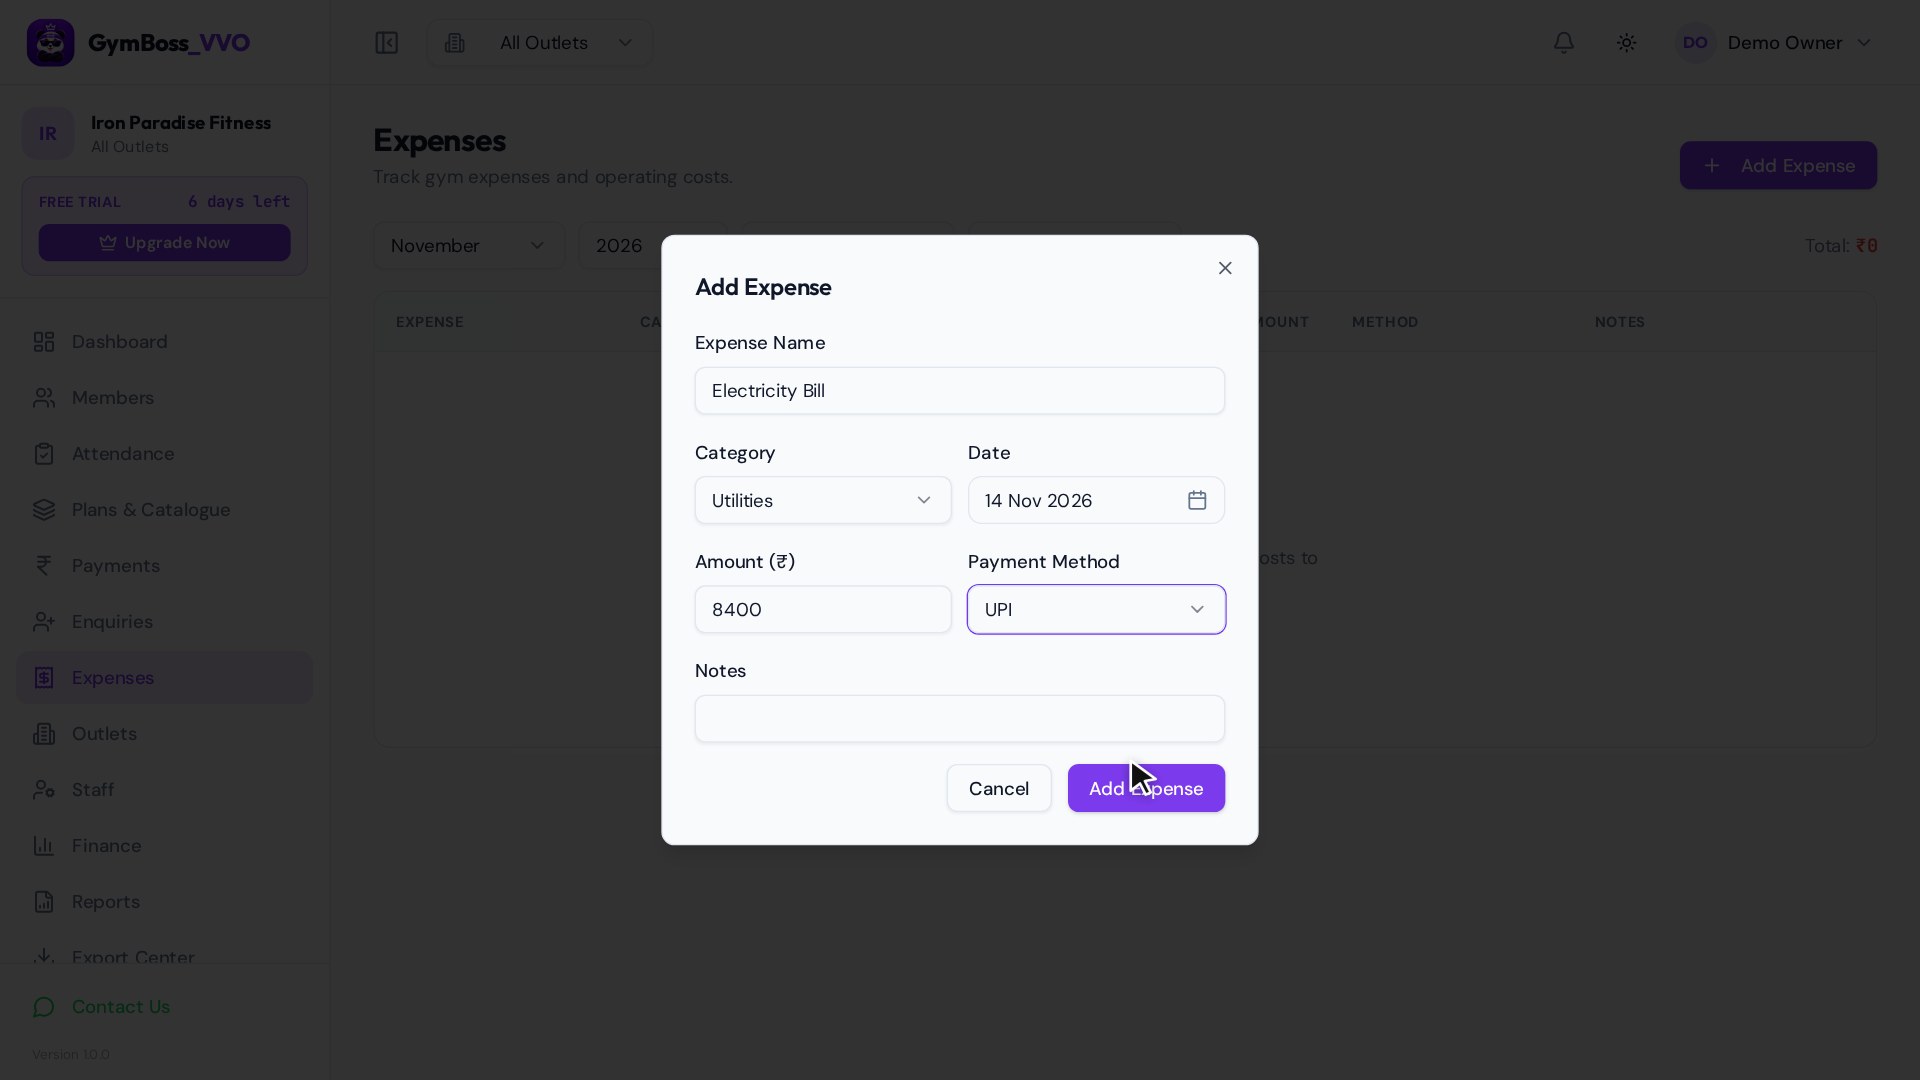 GymBoss_VVO
All Outlets
DO Demo Owner
IR
Iron Paradise Fitness
All Outlets
FREE TRIAL 6 days left
Upgrade Now
Dashboard
Members
Attendance
Plans & Catalogue
Payments
Enquiries
Expenses
Outlets
Staff
Finance
Reports
Export Center
Contact Us
Version 1.0.0
Expenses
Track gym expenses and operating costs.
Add Expense
November
2026
Total: ₹0
EXPENSE
METHOD
NOTES
osts to
Add Expense
Expense Name
Electricity Bill
Category
Date
Utilities
14 Nov 2026
Amount (₹)
Payment Method
8400
UPI
Notes
Cancel
Add Expense